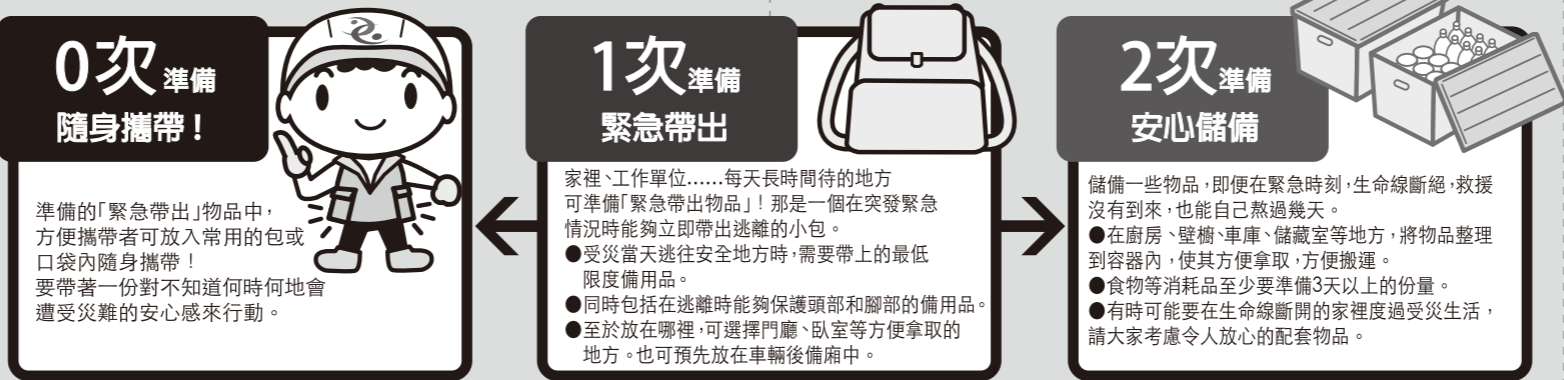 0次 準備
隨身攜帶！
準備的「緊急帶出」物品中，
方便攜帶者可放入常用的包或
口袋內隨身攜帶！
要帶著一份對不知道何時何地會
遭受災難的安心感來行動。
1次 準備
緊急帶出
家裡、工作單位……每天長時間待的地方
可準備「緊急帶出物品」！那是一個在突發緊急
情況時能夠立即帶出逃離的小包。
●受災當天逃往安全地方時，需要帶上的最低
限度備用品。
●同時包括在逃離時能夠保護頭部和腳部的備用品。
●至於放在哪裡，可選擇門廳、臥室等方便拿取的
地方。也可預先放在車輛後備廂中。
2次 準備
安心儲備
儲備一些物品，即便在緊急時刻，生命線斷絕，救援
沒有到來，也能自己熬過幾天。
●在廚房、壁櫥、車庫、儲藏室等地方，將物品整理
到容器內，使其方便拿取，方便搬運。
●食物等消耗品至少要準備3天以上的份量。
●有時可能要在生命線斷開的家裡度過受災生活，
請大家考慮令人放心的配套物品。